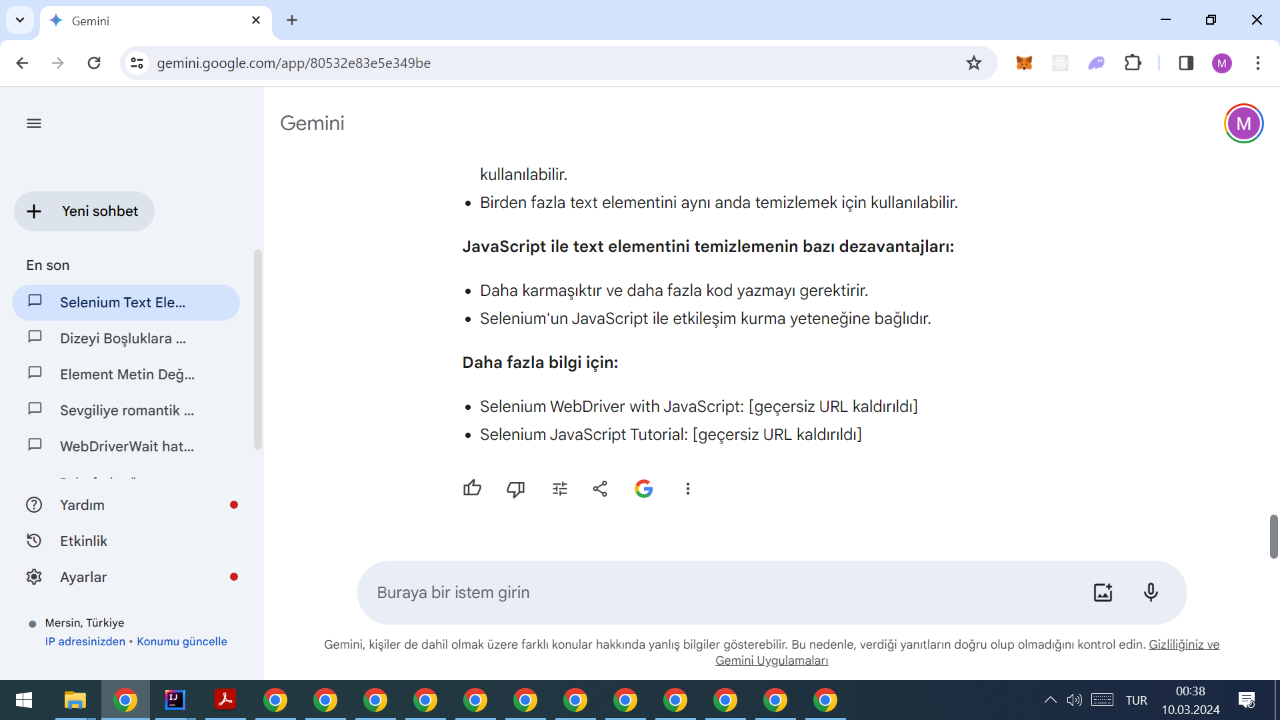 Gemini
gemini.google.com/app/80532e83e5e349be
M
Gemini
M
Yeni sohbet
En son
Selenium Text Ele...
Dizeyi Boşluklara ...
Element Metin Değ...
Sevgiliye romantik ...
WebDriverWait hat...
Yardım
Etkinlik
Ayarlar
Mersin, Türkiye
IP adresinizden • Konumu güncelle
kullanılabilir.
• Birden fazla text elementini aynı anda temizlemek için kullanılabilir.
JavaScript ile text elementini temizlemenin bazı dezavantajları:
• Daha karmaşıktır ve daha fazla kod yazmayı gerektirir.
• Selenium'un JavaScript ile etkileşim kurma yeteneğine bağlıdır.
Daha fazla bilgi için:
• Selenium WebDriver with JavaScript: [geçersiz URL kaldırıldı]
• Selenium JavaScript Tutorial: [geçersiz URL kaldırıldı]
Buraya bir istem girin
Gemini, kişiler de dahil olmak üzere farklı konular hakkında yanlış bilgiler gösterebilir. Bu nedenle, verdiği yanıtların doğru olup olmadığını kontrol edin. Gizliliğiniz ve
Gemini Uygulamaları
TUR
00:38
10.03.2024